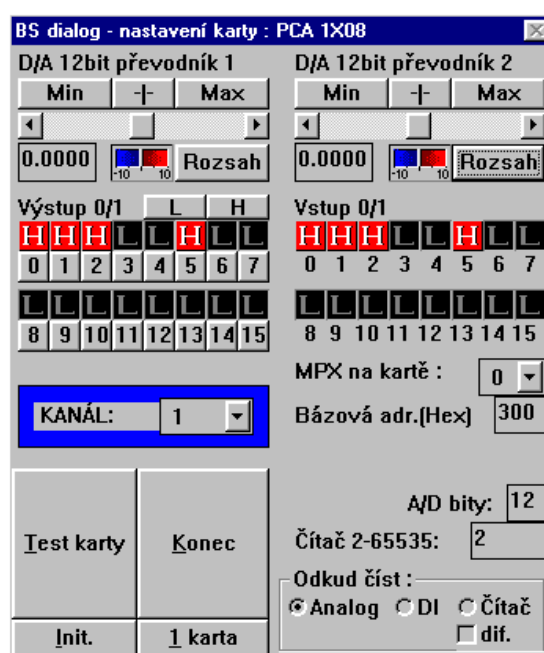 BS dialog - nastavení karty : PCA 1X08
D/A 12bit převodník 1
Min -|- Max
0.0000 -10 10 Rozsah
Výstup 0/1 L H
H H H L L H L L
0 1 2 3 4 5 6 7
L L L L L L L L
8 9 10 11 12 13 14 15
KANÁL: 1
Test karty Konec
Init. 1 karta
D/A 12bit převodník 2
Min -|- Max
0.0000 -10 10 Rozsah
Vstup 0/1
H H H L L H L L
0 1 2 3 4 5 6 7
L L L L L L L L
8 9 10 11 12 13 14 15
MPX na kartě : 0
Bázová adr.(Hex) 300
A/D bity: 12
Čítač 2-65535: 2
Odkud číst :
Analog DI Čítač
dif.